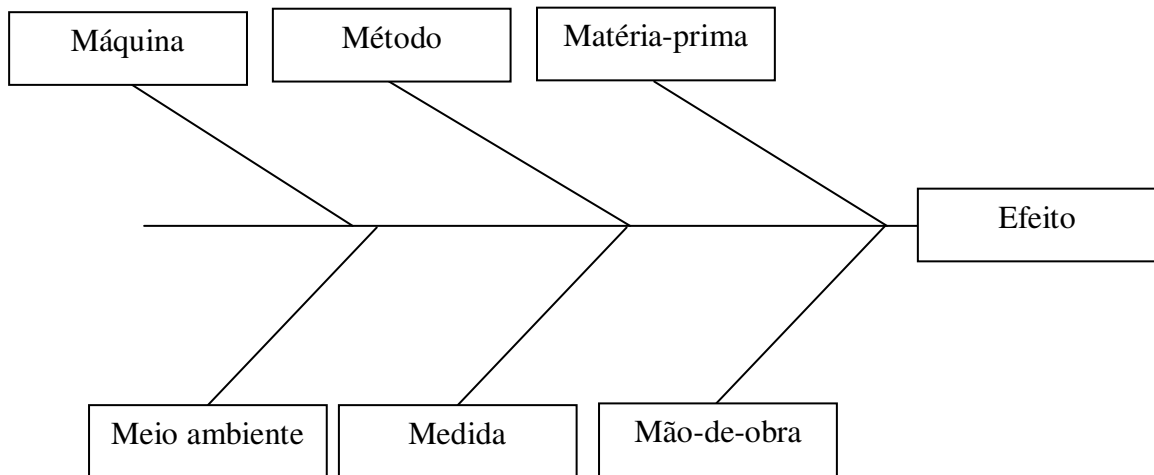 Máquina
Método
Matéria-prima
Efeito
Meio ambiente
Medida
Mão-de-obra